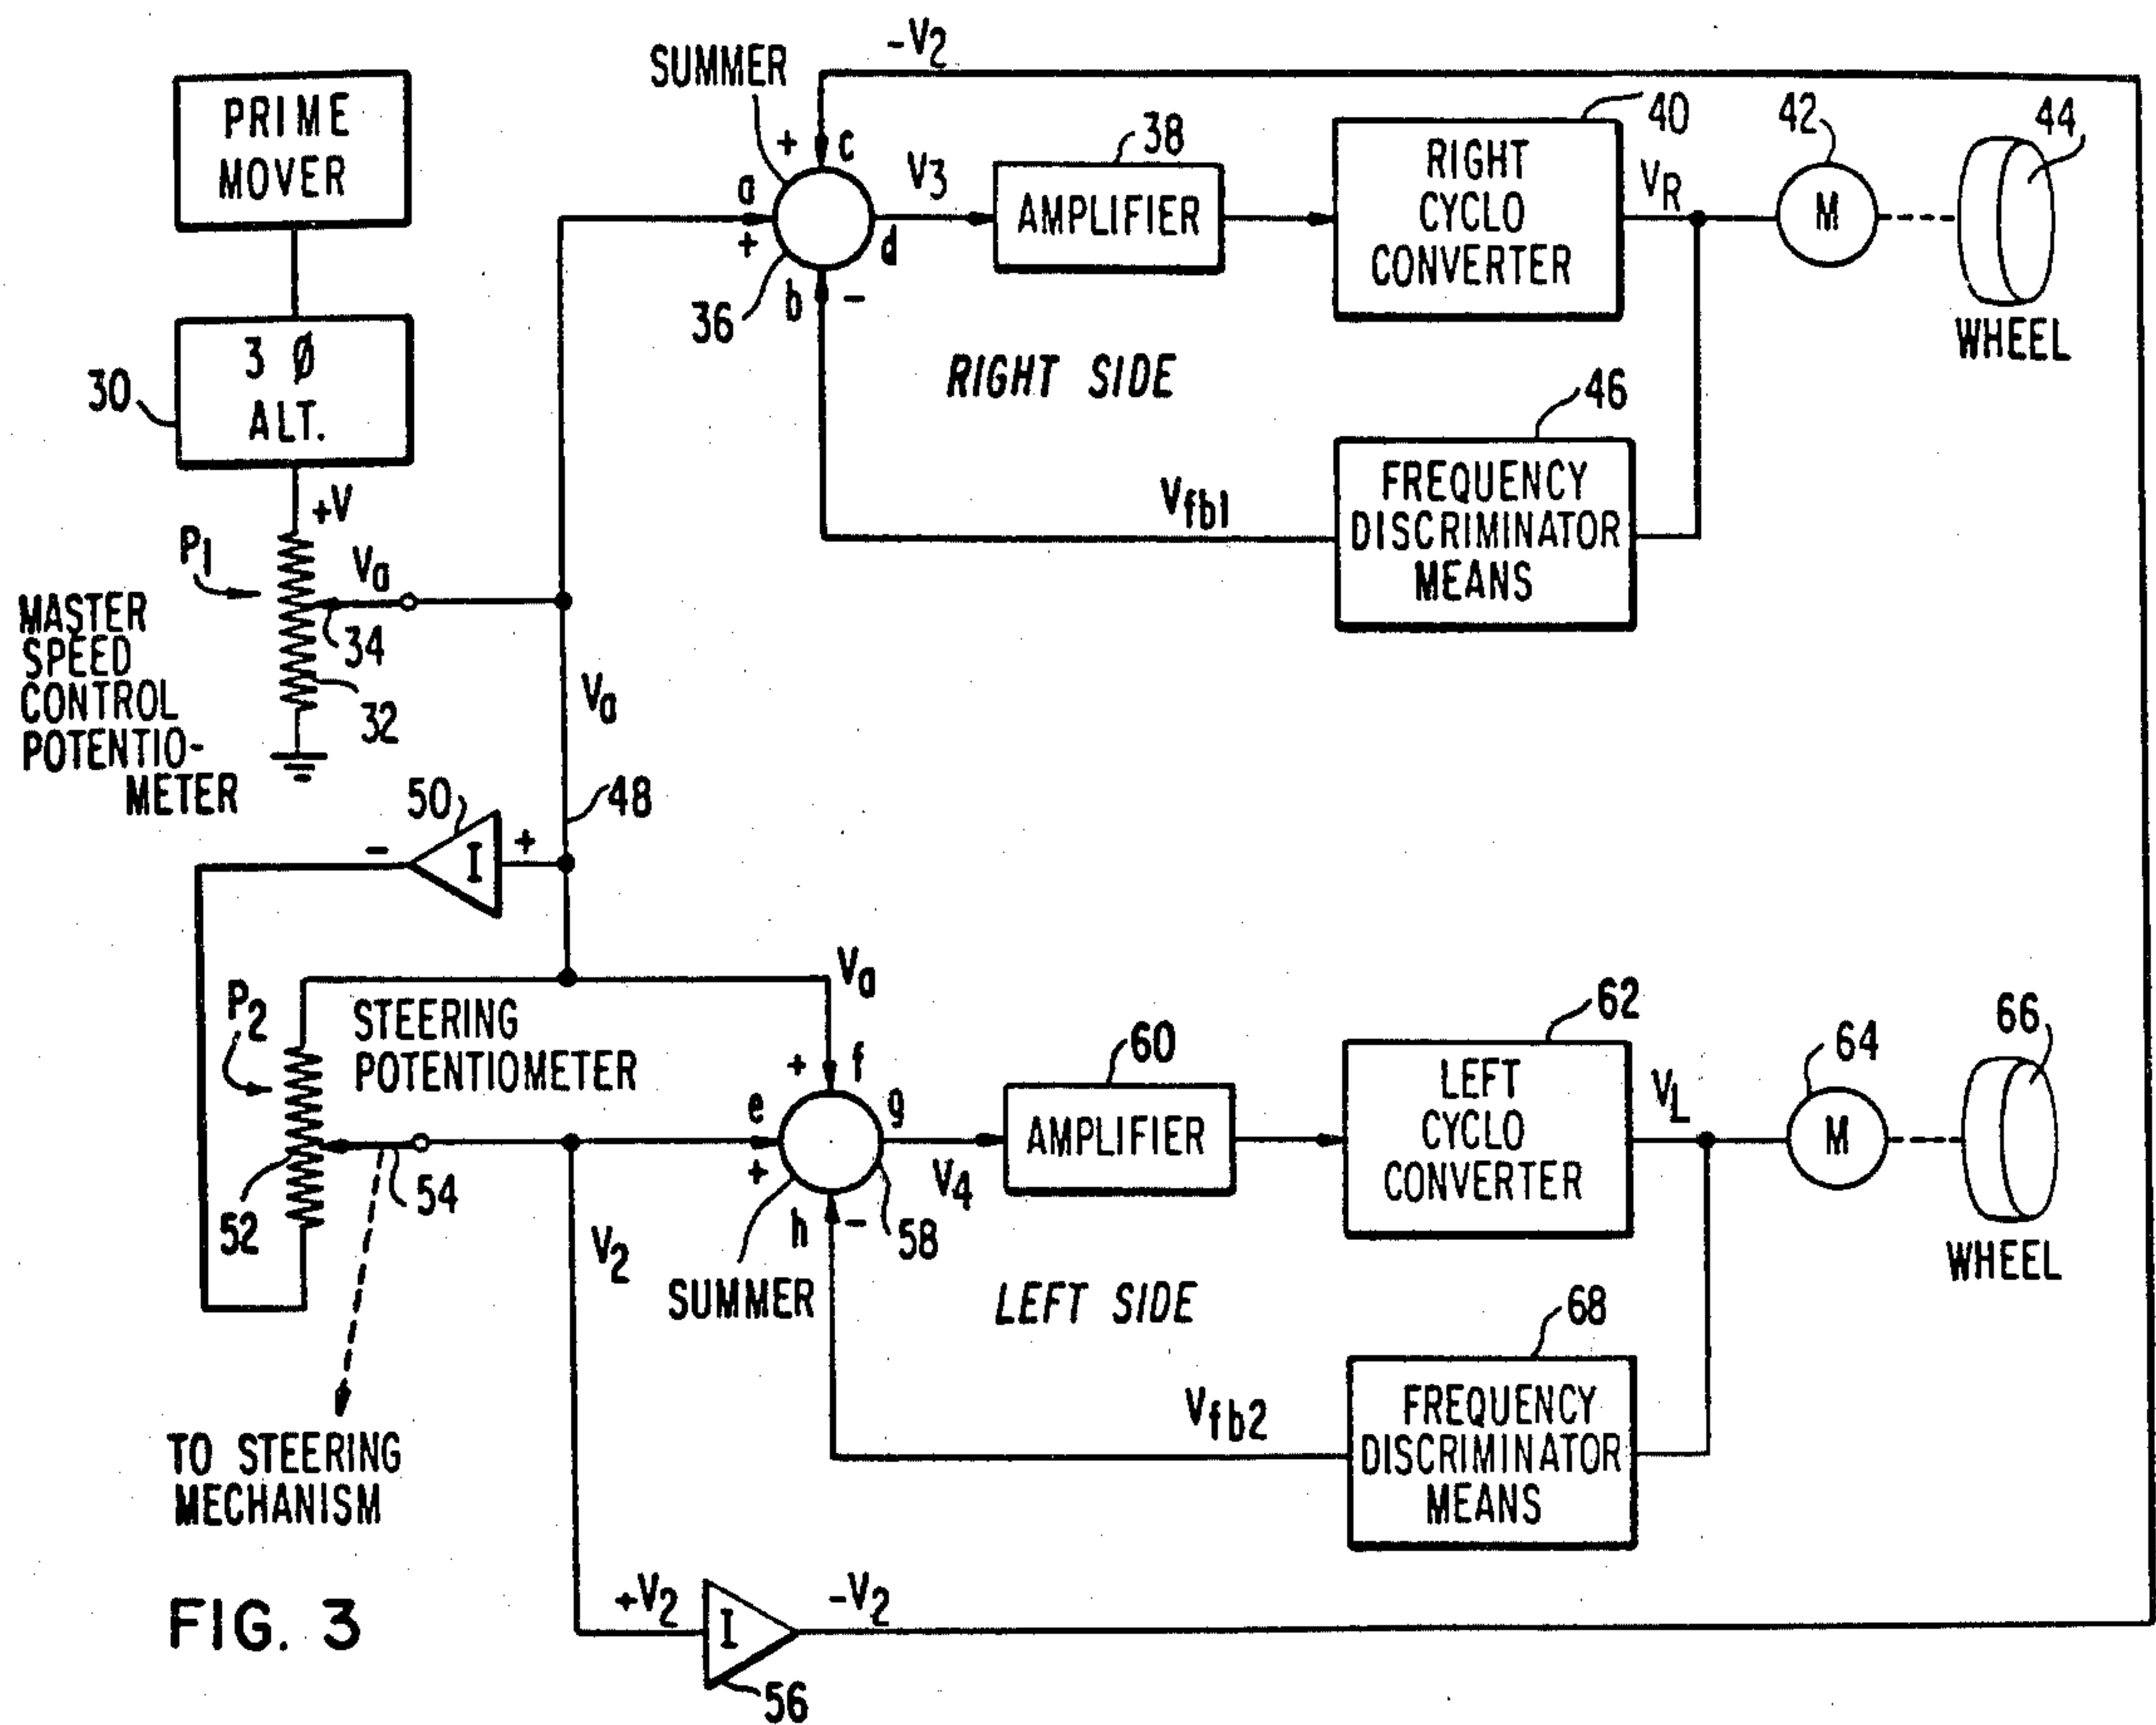 PRIME
MOVER
30
3 Ø
ALT.
+V
P1
Va
34
32
MASTER
SPEED
CONTROL
POTENTIO-
METER
Va
48
50
I
+
-
P2
STEERING
POTENTIOMETER
52
54
TO STEERING
MECHANISM
V2
+V2
I
-V2
56
SUMMER
-V2
+
c
a
+
b
-
d
36
V3
38
AMPLIFIER
40
RIGHT
CYCLO
CONVERTER
VR
42
M
44
WHEEL
RIGHT SIDE
46
FREQUENCY
DISCRIMINATOR
MEANS
Vfb1
Va
+
f
e
+
g
h
-
58
SUMMER
V4
60
AMPLIFIER
62
LEFT
CYCLO
CONVERTER
VL
64
M
66
WHEEL
LEFT SIDE
68
FREQUENCY
DISCRIMINATOR
MEANS
Vfb2
FIG. 3